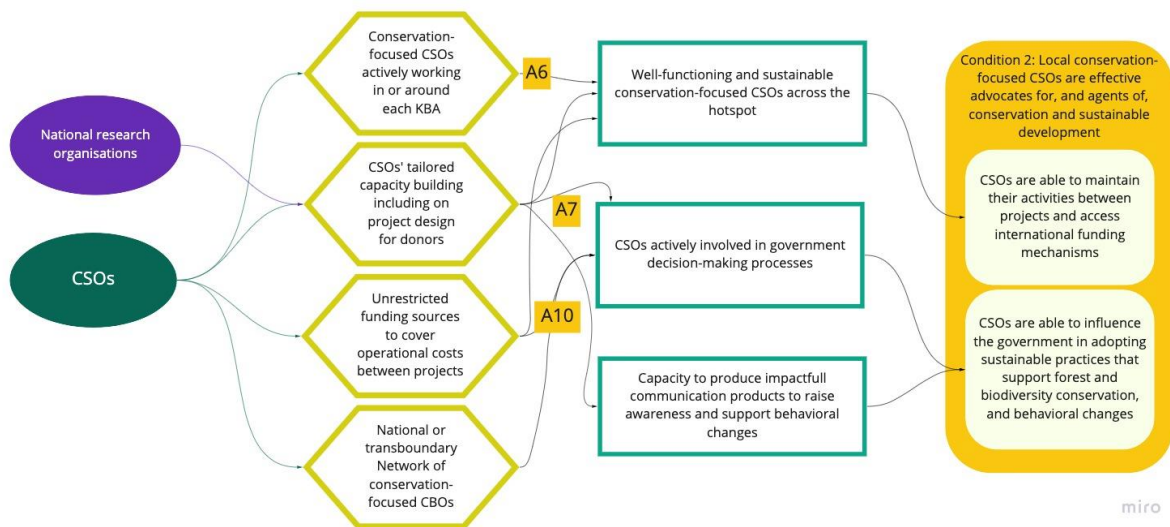 National research
organisations
CSOs
Conservation-
focused CSOs
actively working
in or around
each KBA
CSOs' tailored
capacity building
including on
project design
for donors
Unrestricted
funding sources
to cover
operational costs
between projects
National or
transboundary
Network of
conservation-
focused CBOs
A6
A7
A10
Well-functioning and sustainable
conservation-focused CSOs across the
hotspot
CSOs actively involved in government
decision-making processes
Capacity to produce impactfull
communication products to raise
awareness and support behavioral
changes
Condition 2: Local conservation-
focused CSOs are effective
advocates for, and agents of,
conservation and sustainable
development
CSOs are able to maintain
their activities between
projects and access
international funding
mechanisms
CSOs are able to influence
the government in adopting
sustainable practices that
support forest and
biodiversity conservation,
and behavioral changes
miro